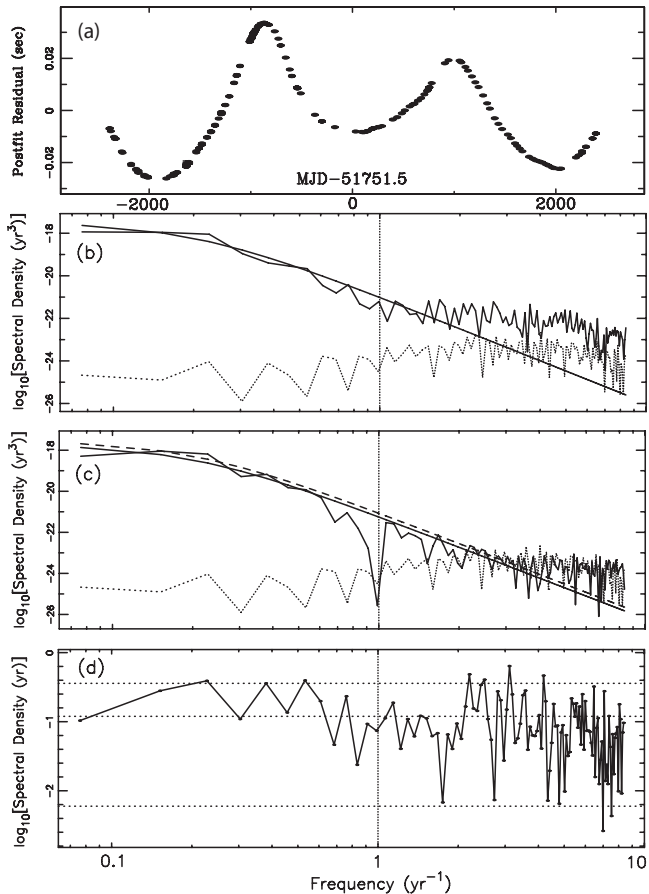 (a)
Postfit Residual (sec)
0.02
0
-0.02
MJD-51751.5
-2000
0
2000
(b)
log10[Spectral Density (yr3)]
-18
-20
-22
-24
-26
(c)
log10[Spectral Density (yr3)]
-18
-20
-22
-24
-26
(d)
log10[Spectral Density (yr)]
0
-1
-2
0.1
1
10
Frequency (yr-1)